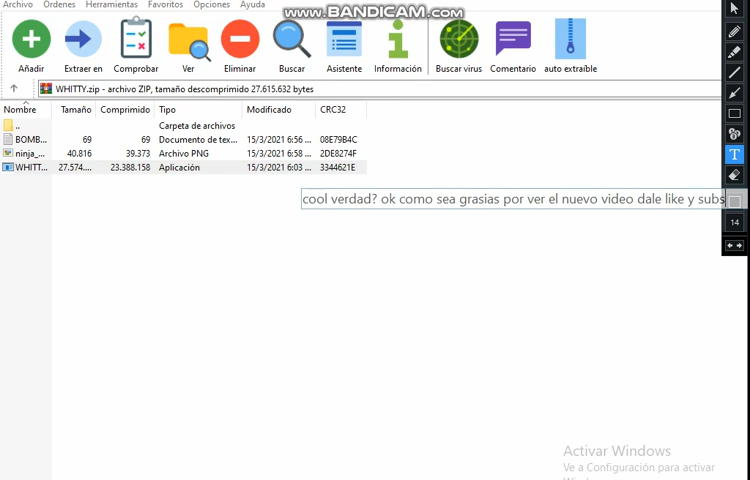 Archivo Ordenes Herramientas Favoritos Opciones Ayuda
www.BANDICAM.com
Añadir Extraer en Comprobar Ver Eliminar Buscar Asistente Información Buscar virus Comentario auto extraíble
WHITTY.zip - archivo ZIP, tamaño descomprimido 27.615.632 bytes
Nombre Tamaño Comprimido Tipo Modificado CRC32
.. Carpeta de archivos
BOMB... 69 69 Documento de tex... 15/3/2021 6:56 ... 08E79B4C
ninja_... 40.816 39.373 Archivo PNG 15/3/2021 6:58 ... 2DE8274F
WHITT... 27.574.... 23.388.158 Aplicación 15/3/2021 6:03 ... 3344621E
cool verdad? ok como sea grasias por ver el nuevo video dale like y subs
T
14
Activar Windows
Ve a Configuración para activar